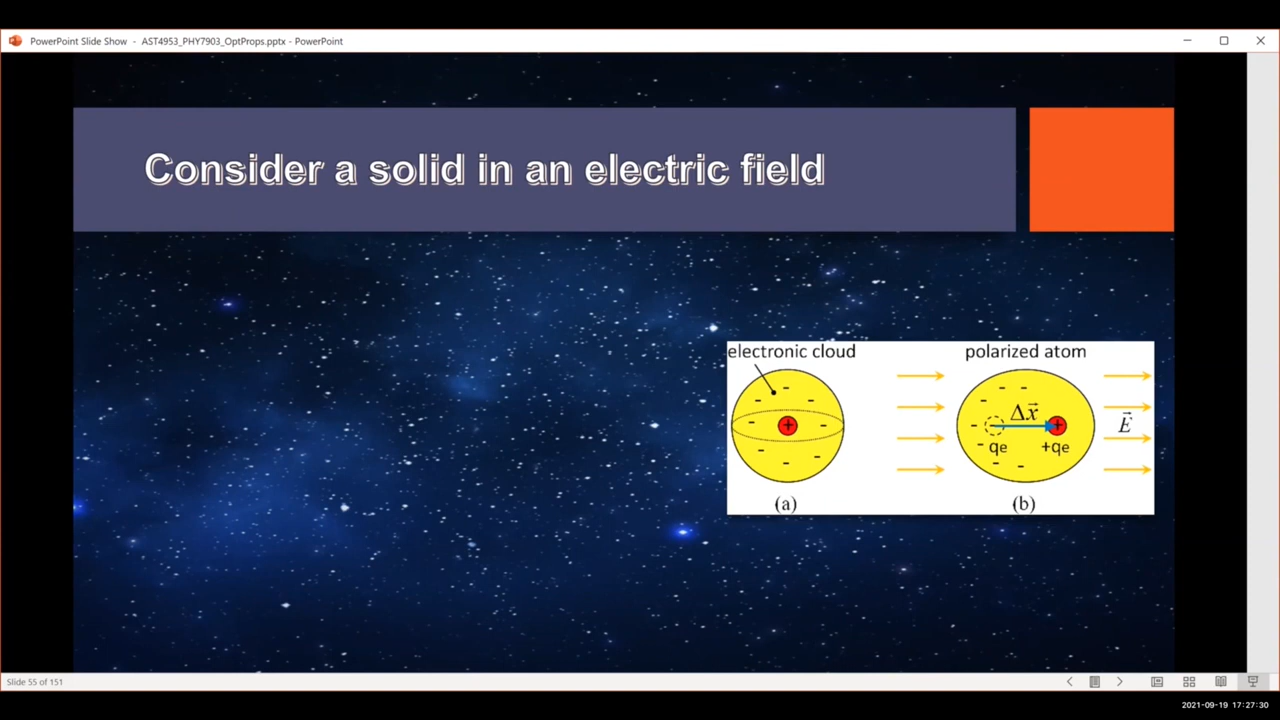 PowerPoint Slide Show - AST4953_PHY7903_OptProps.pptx - PowerPoint
Consider a solid in an electric field
electronic cloud
polarized atom
Δx⃗
E⃗
- qe
+qe
(a)
(b)
Slide 55 of 151
2021-09-19 17:27:30